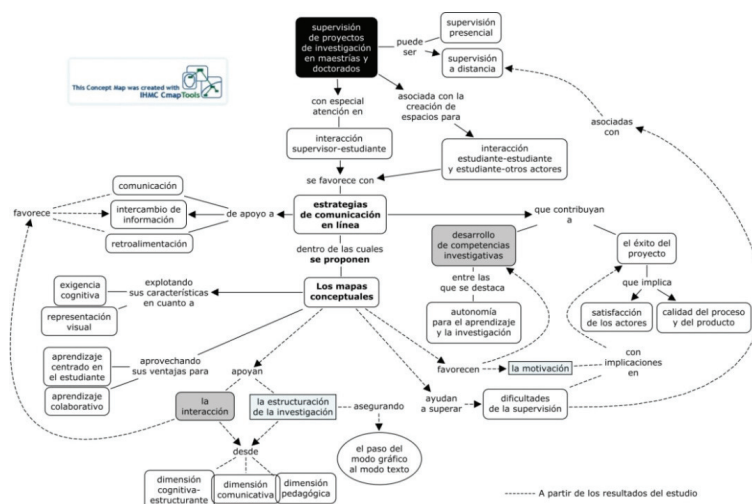 supervisión
de proyectos
de investigación
en maestrías y
doctorados
puede
ser
supervisión
presencial
supervisión
a distancia
This Concept Map was created with
IHMC CmapTools
con especial
atención en
asociada con la
creación de
espacios para
asociadas
con
interacción
supervisor-estudiante
interacción
estudiante-estudiante
y estudiante-otros actores
se favorece con
comunicación
favorece
intercambio de
información
de apoyo a
retroalimentación
estrategias
de comunicación
en línea
que contribuyan
a
dentro de las cuales
se proponen
desarrollo
de competencias
investigativas
el éxito del
proyecto
exigencia
cognitiva
representación
visual
explotando
sus características
en cuanto a
Los mapas
conceptuales
entre las
que se destaca
que implica
autonomía
para el aprendizaje
y la investigación
satisfacción
de los actores
calidad del proceso
y del producto
aprendizaje
centrado en
el estudiante
aprendizaje
colaborativo
aprovechando
sus ventajas para
apoyan
favorecen
la motivación
con
implicaciones
en
la
interacción
la estructuración
de la investigación
asegurando
ayudan
a superar
dificultades
de la supervisión
desde
el paso del
modo gráfico
al modo texto
dimensión
cognitiva-
estructurante
dimensión
comunicativa
dimensión
pedagógica
A partir de los resultados del estudio